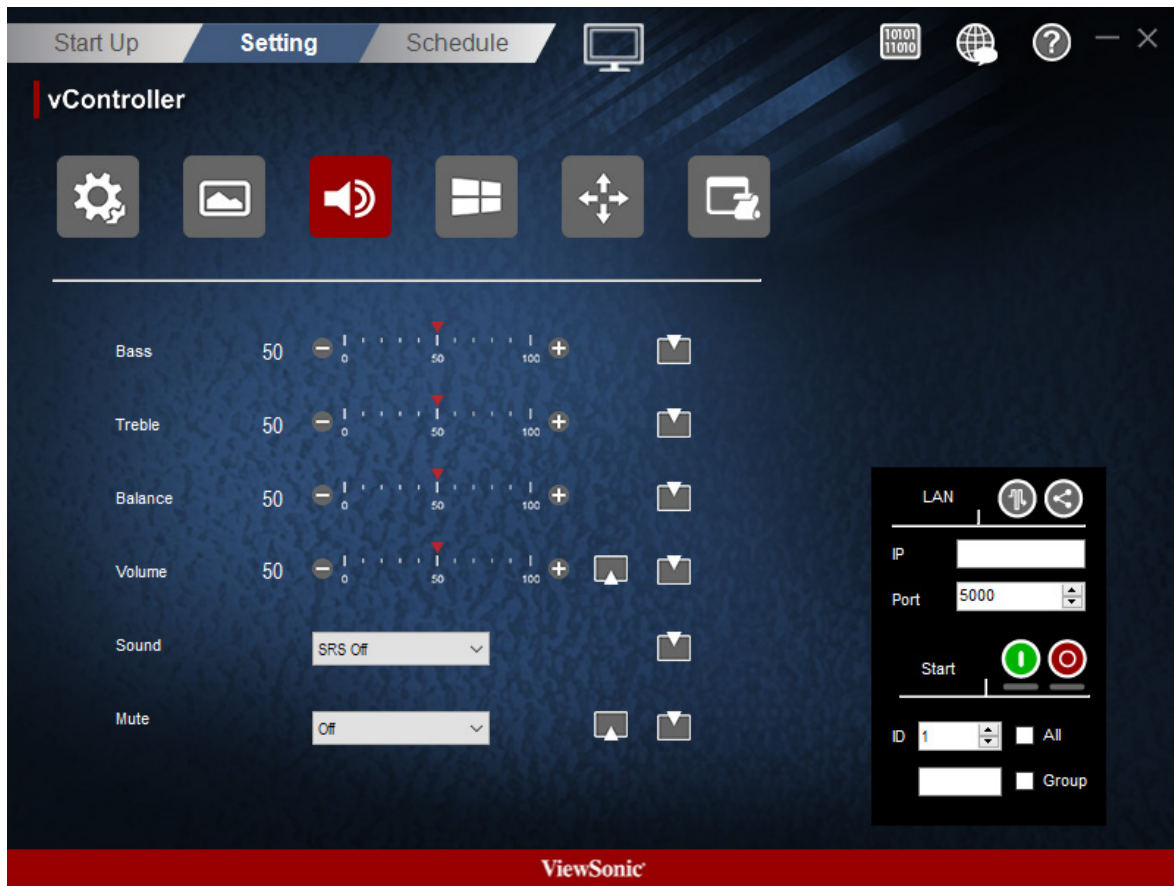 Start Up Setting Schedule
10101
11010
?
vController
Bass 50 0 50 100
Treble 50 0 50 100
Balance 50 0 50 100
Volume 50 0 50 100
Sound SRS Off
Mute Off
LAN
IP
Port 5000
Start
ID 1 All
Group
ViewSonic